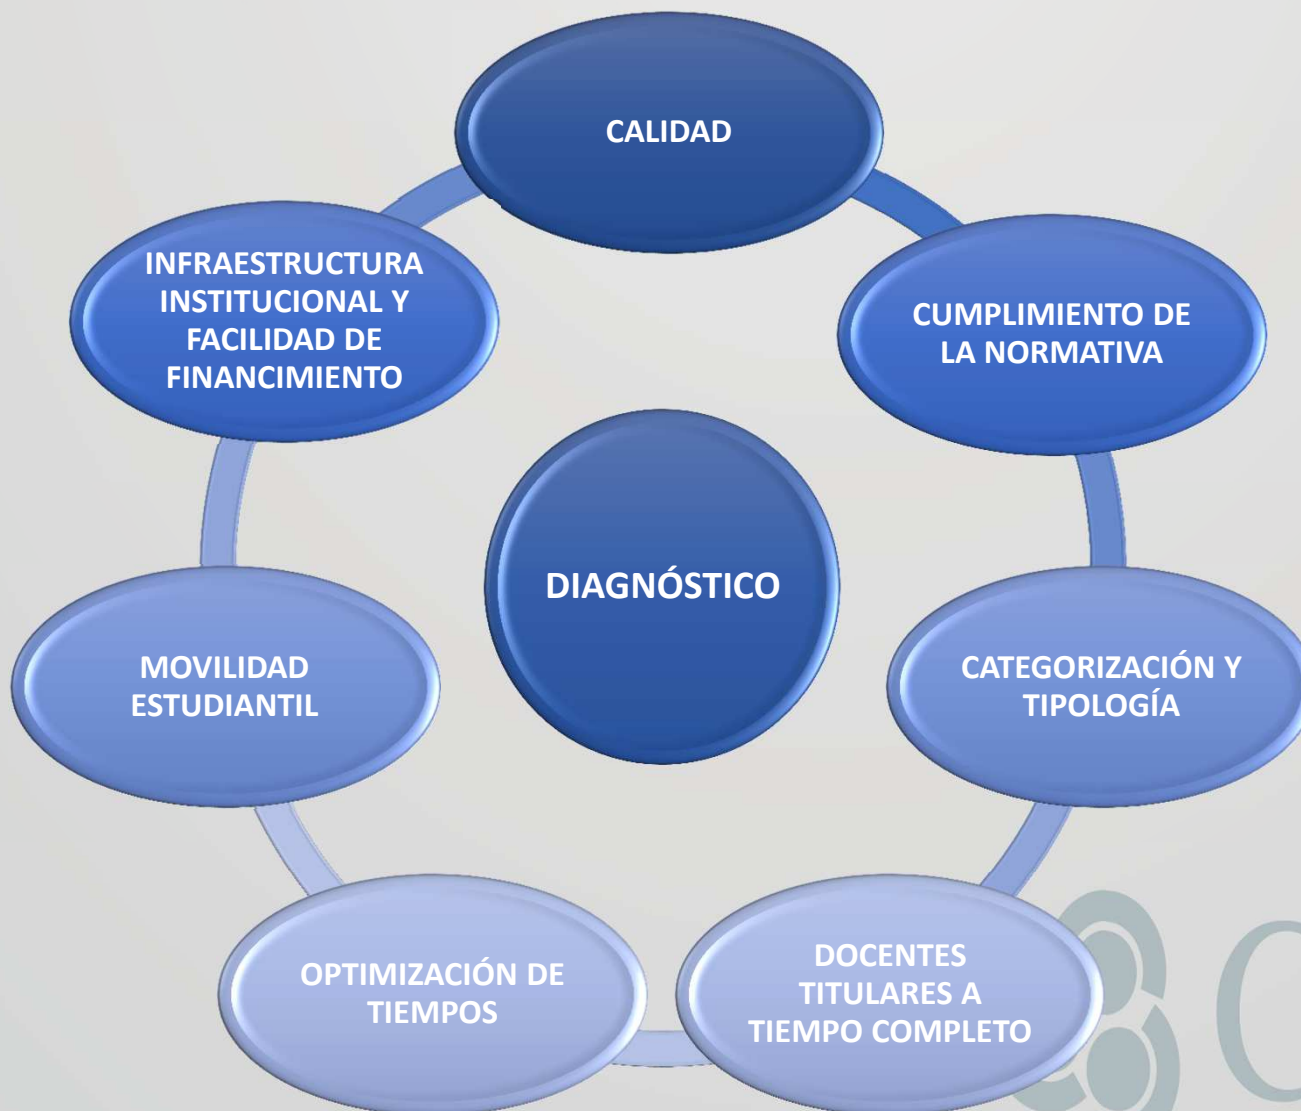 CALIDAD
CUMPLIMIENTO DE
LA NORMATIVA
CATEGORIZACIÓN Y
TIPOLOGÍA
DOCENTES
TITULARES A
TIEMPO COMPLETO
OPTIMIZACIÓN DE
TIEMPOS
MOVILIDAD
ESTUDIANTIL
INFRAESTRUCTURA
INSTITUCIONAL Y
FACILIDAD DE
FINANCIMIENTO
DIAGNÓSTICO